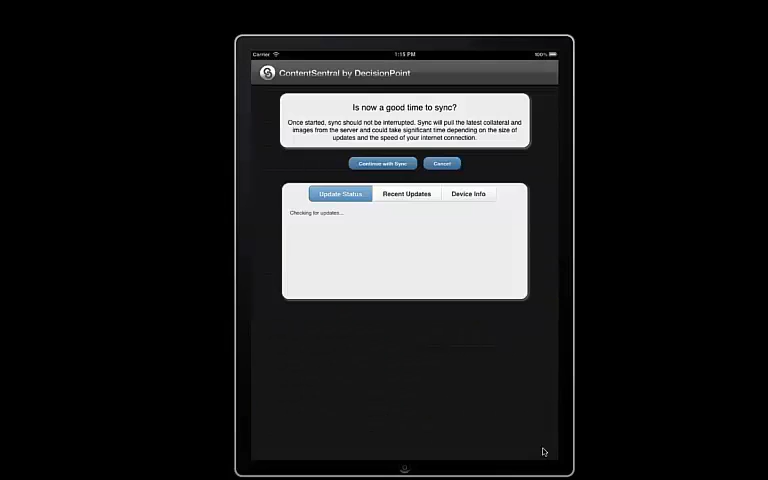 Carrier
1:15 PM
100%
ContentSentral by DecisionPoint
Is now a good time to sync?
Once started, sync should not be interrupted. Sync will pull the latest collateral and
images from the server and could take significant time depending on the size of
updates and the speed of your internet connection.
Continue with Sync
Cancel
Update Status
Recent Updates
Device Info
Checking for updates...